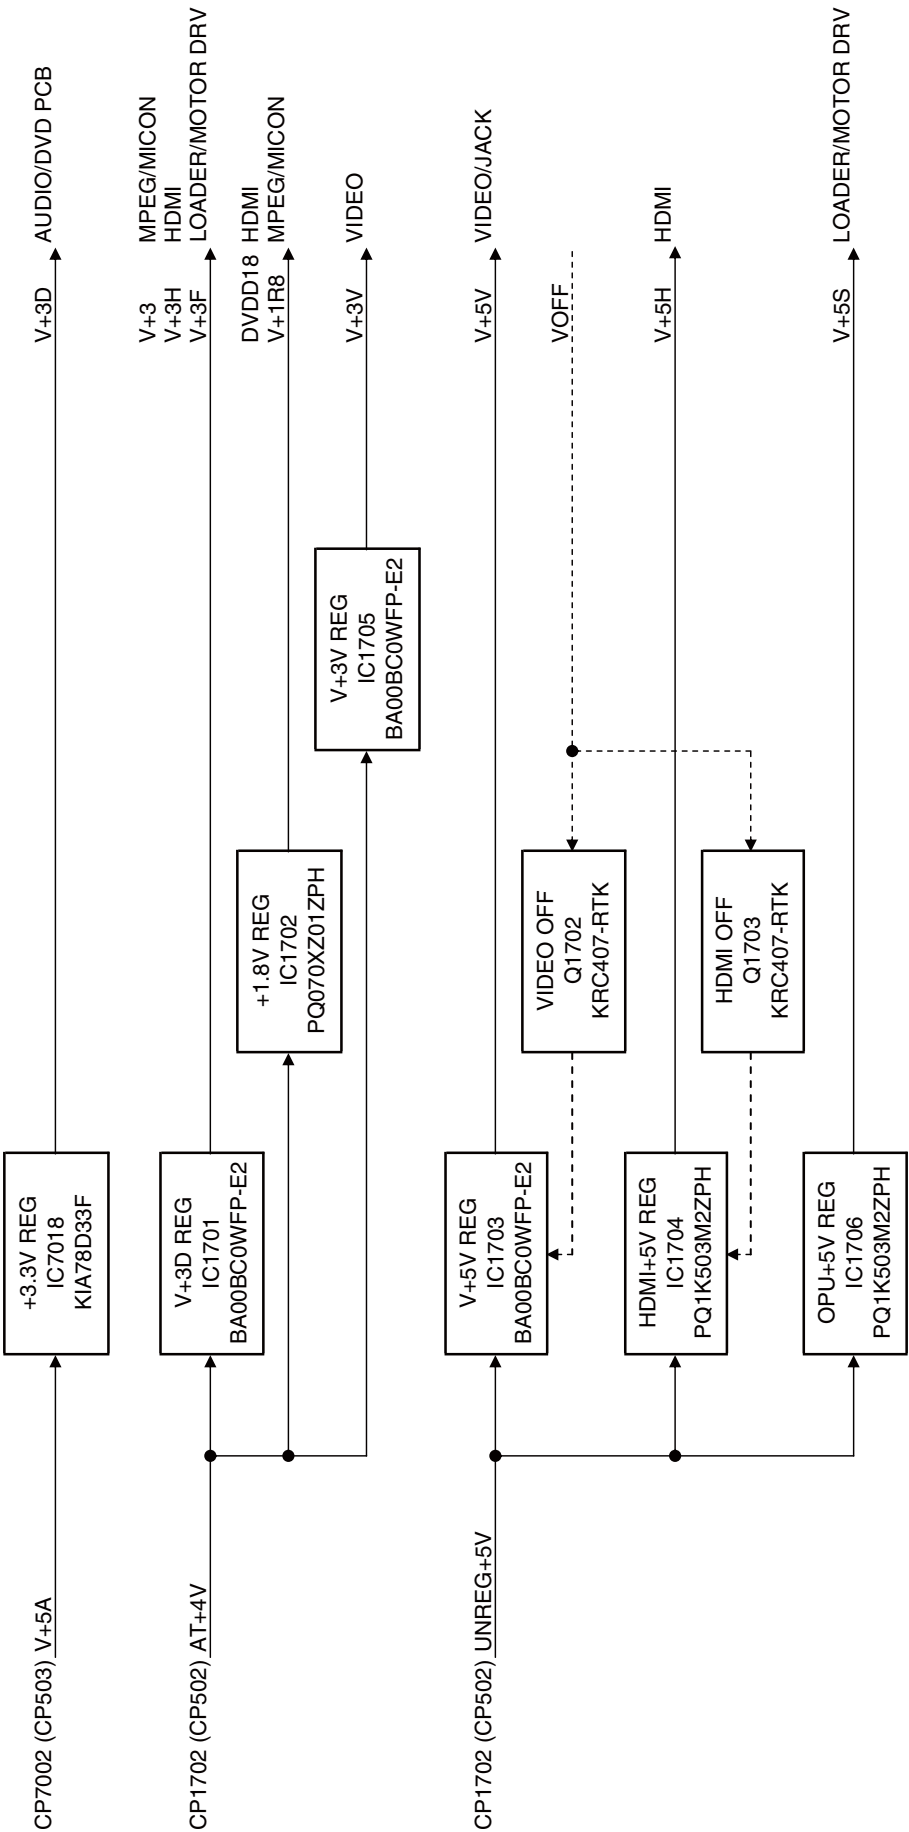 CP7002 (CP503) V+5A
+3.3V REG
IC7018
KIA78D33F
V+3D
AUDIO/DVD PCB
CP1702 (CP502) AT+4V
V+3D REG
IC1701
BA00BC0WFP-E2
V+3 MPEG/MICON
V+3H HDMI
V+3F LOADER/MOTOR DRV
+1.8V REG
IC1702
PQ070XZ01ZPH
DVDD18 HDMI
V+1R8 MPEG/MICON
V+3V REG
IC1705
BA00BC0WFP-E2
V+3V
VIDEO
CP1702 (CP502) UNREG+5V
V+5V REG
IC1703
BA00BC0WFP-E2
V+5V
VIDEO/JACK
VIDEO OFF
Q1702
KRC407-RTK
VOFF
HDMI+5V REG
IC1704
PQ1K503M2ZPH
V+5H
HDMI
HDMI OFF
Q1703
KRC407-RTK
OPU+5V REG
IC1706
PQ1K503M2ZPH
V+5S
LOADER/MOTOR DRV